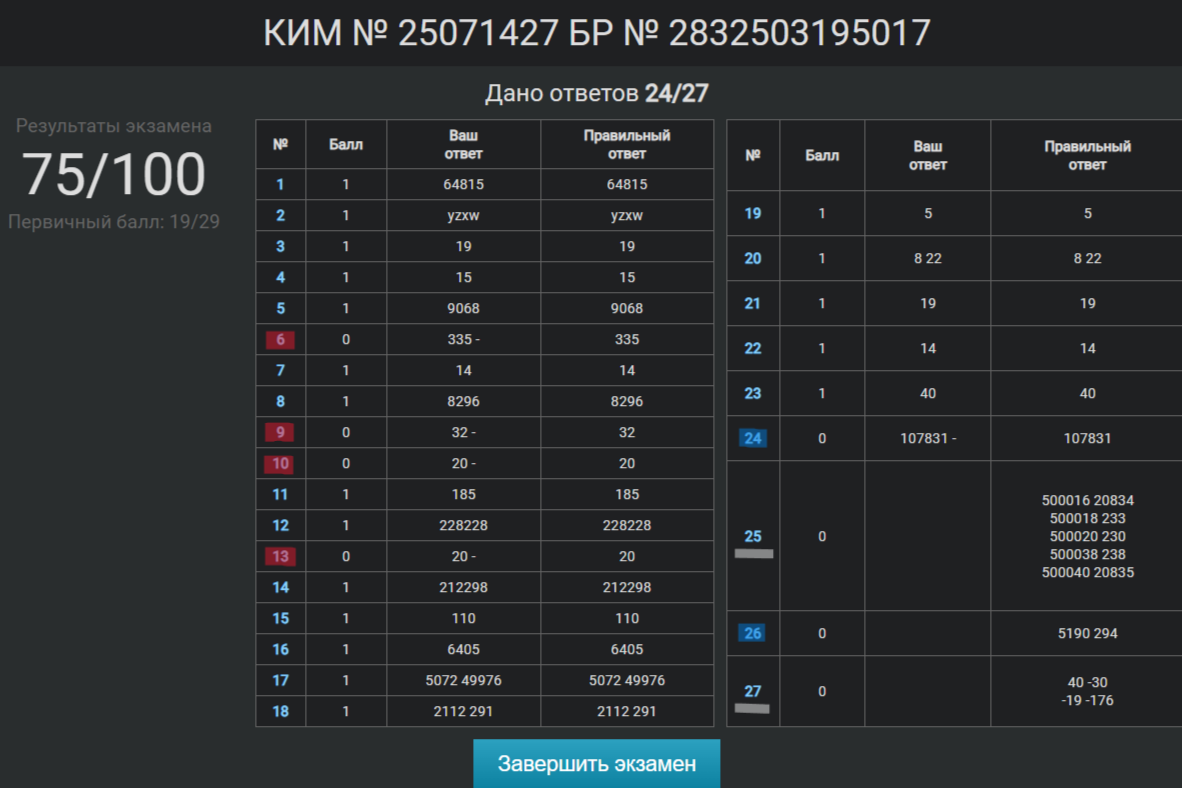 КИМ № 25071427 БР № 2832503195017
Дано ответов 24/27
Результаты экзамена
75/100
Первичный балл: 19/29
№ Балл Ваш ответ Правильный ответ
1 1 64815 64815
2 1 yzxw yzxw
3 1 19 19
4 1 15 15
5 1 9068 9068
6 0 335 - 335
7 1 14 14
8 1 8296 8296
9 0 32 - 32
10 0 20 - 20
11 1 185 185
12 1 228228 228228
13 0 20 - 20
14 1 212298 212298
15 1 110 110
16 1 6405 6405
17 1 5072 49976 5072 49976
18 1 2112 291 2112 291
№ Балл Ваш ответ Правильный ответ
19 1 5 5
20 1 8 22 8 22
21 1 19 19
22 1 14 14
23 1 40 40
24 0 107831 - 107831
25 0 500016 20834
500018 233
500020 230
500038 238
500040 20835
26 0 5190 294
27 0 40 -30
-19 -176
Завершить экзамен